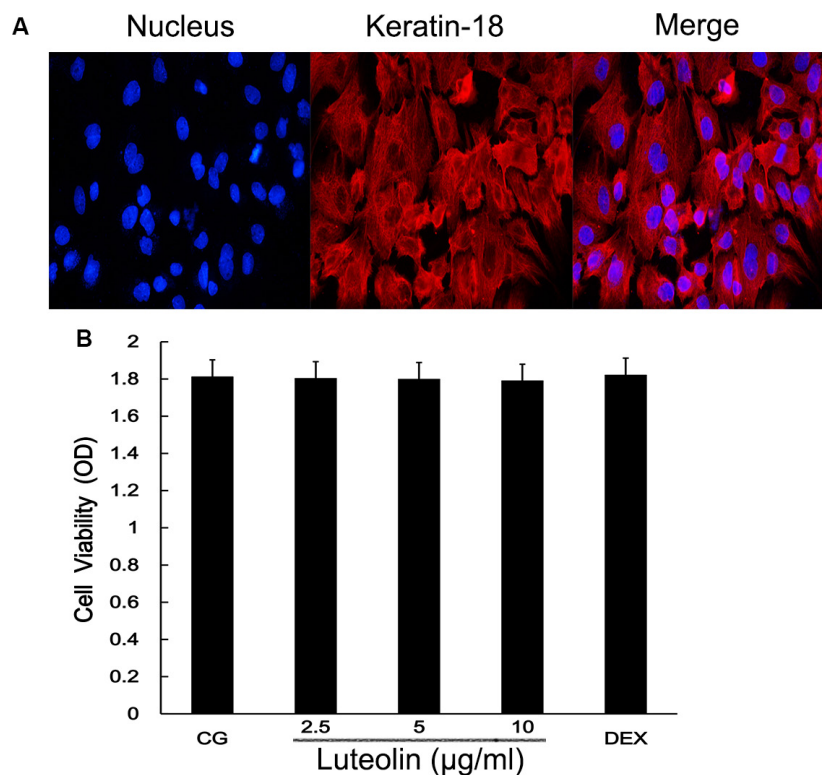 A
Nucleus Keratin-18 Merge
B
Cell Viability (OD)
2
1.8
1.6
1.4
1.2
1
0.8
0.6
0.4
0.2
0
CG 2.5 5 10 DEX
Luteolin (µg/ml)